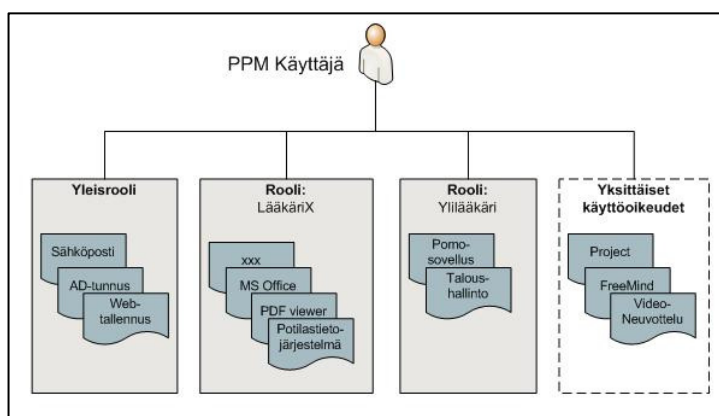 PPM Käyttäjä
Yleisrooli
Sähköposti
AD-tunnus
Web-
tallennus
Rooli:
LääkäriX
xxx
MS Office
PDF viewer
Potilastieto-
järjestelmä
Rooli:
Ylilääkäri
Pomo-
sovellus
Talous-
hallinto
Yksittäiset
käyttöoikeudet
Project
FreeMind
Video-
Neuvottelu